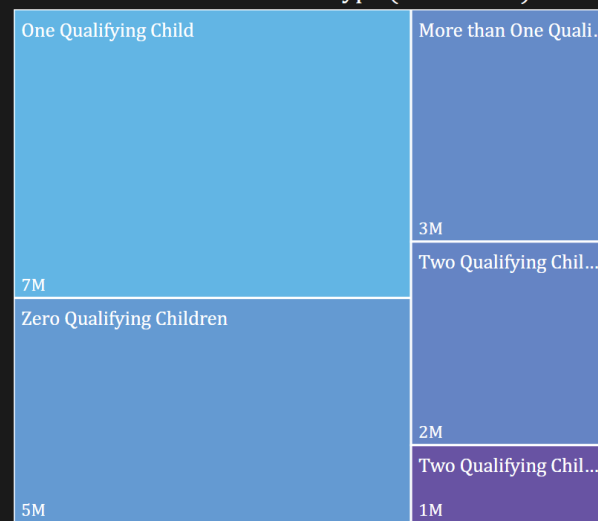 One Qualifying Child
7M
Zero Qualifying Children
5M
More than One Quali...
3M
Two Qualifying Chil...
2M
Two Qualifying Chil...
1M